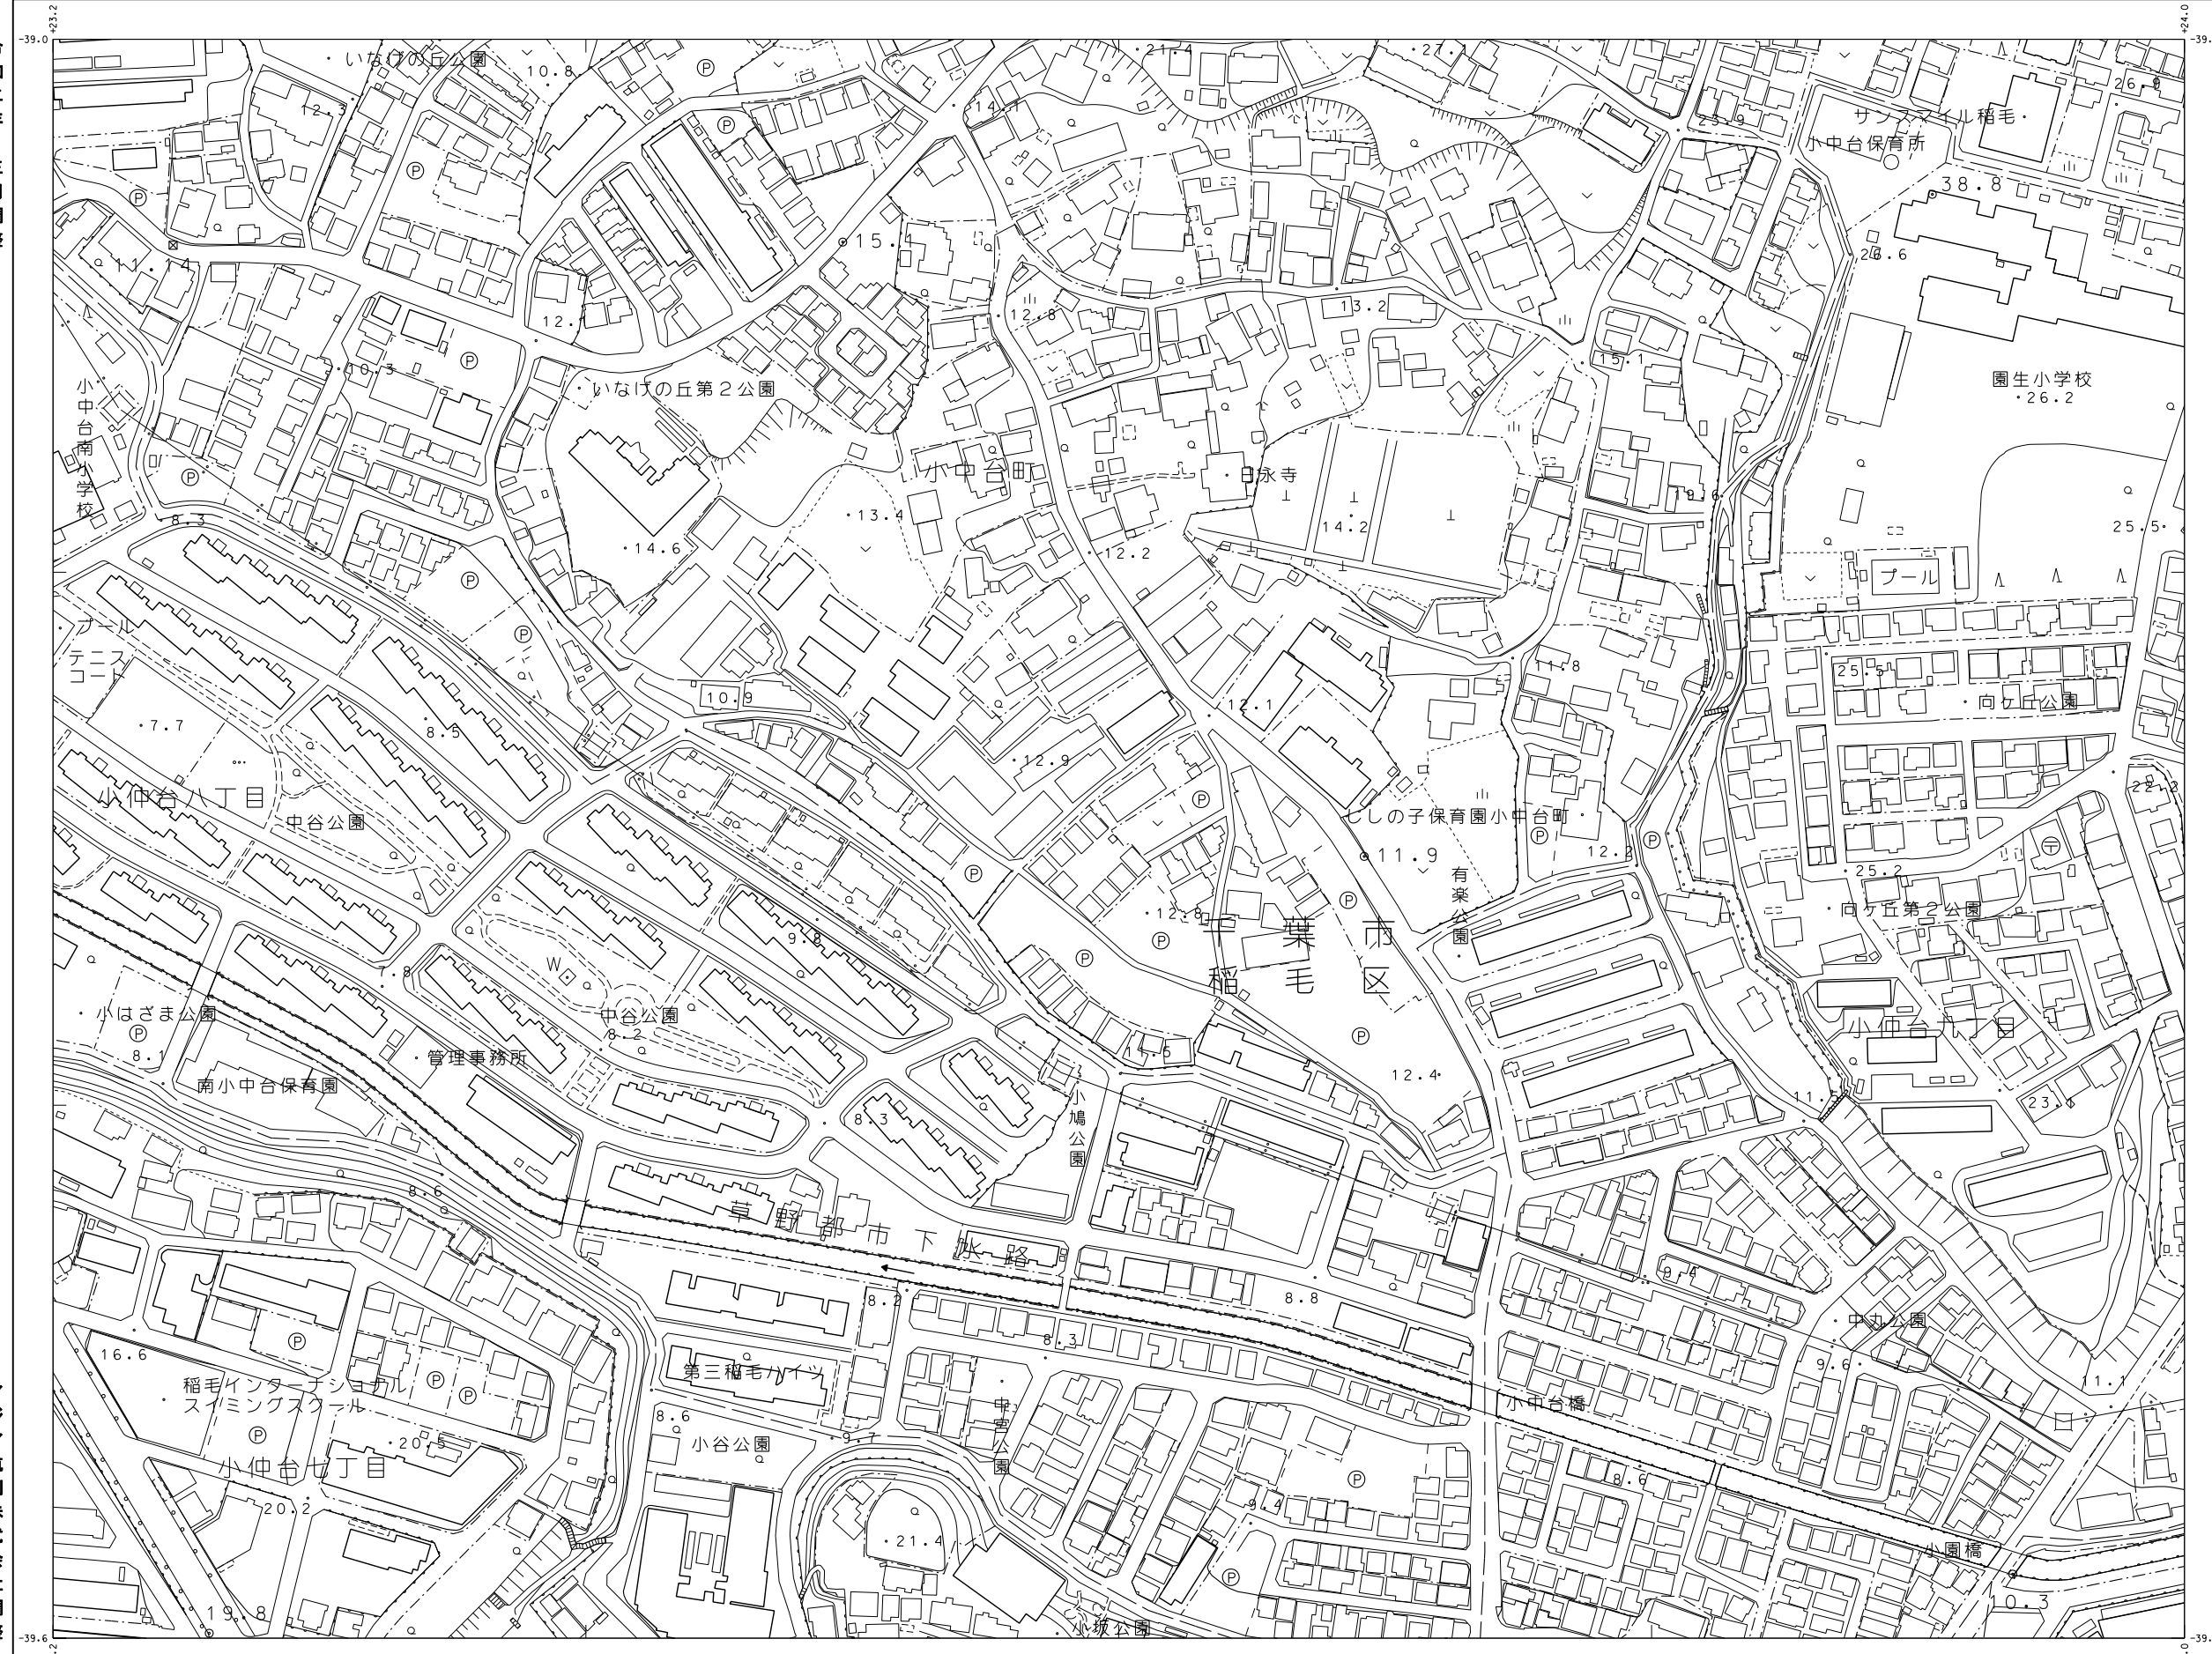 +23.2
+24.0
-39.0
いなげの丘公園
10.8
21.4
27.1
26.9
12.3
14.1
23.9
サンスマイル稲毛
小中台保育所
38.8
15.1
11.14
26.6
12.8
13.2
15.1
10.3
いなげの丘第2公園
園生小学校
26.2
小中台南小学校
小中台町
日永寺
19.6
8.3
13.4
14.2
25.5
14.6
12.2
プール
プール
テニス
コート
11.8
25.5
10.9
12.1
向ケ丘公園
7.7
8.5
12.9
22.2
小仲台八丁目
中谷公園
ししの子保育園小中台町
11.9
12.2
有楽公園
25.2
12.8
向ケ丘第2公園
千葉市
稲毛区
9.8
7.8
W
小はざま公園
中谷公園
8.2
小仲台九丁目
8.1
管理事務所
11.5
南小中台保育園
12.4
小鳩公園
8.3
23.1
8.6
草野都市下水路
9.4
8.2
8.8
中丸公園
8.3
16.6
第三稲毛ハイツ
9.6
稲毛インターナショナル
スイミングスクール
11.1
中宮公園
小中台橋
8.6
小谷公園
9.7
20.5
小仲台七丁目
8.6
20.2
9.4
21.4
小園橋
19.8
10.3
小坂公園
-39.6